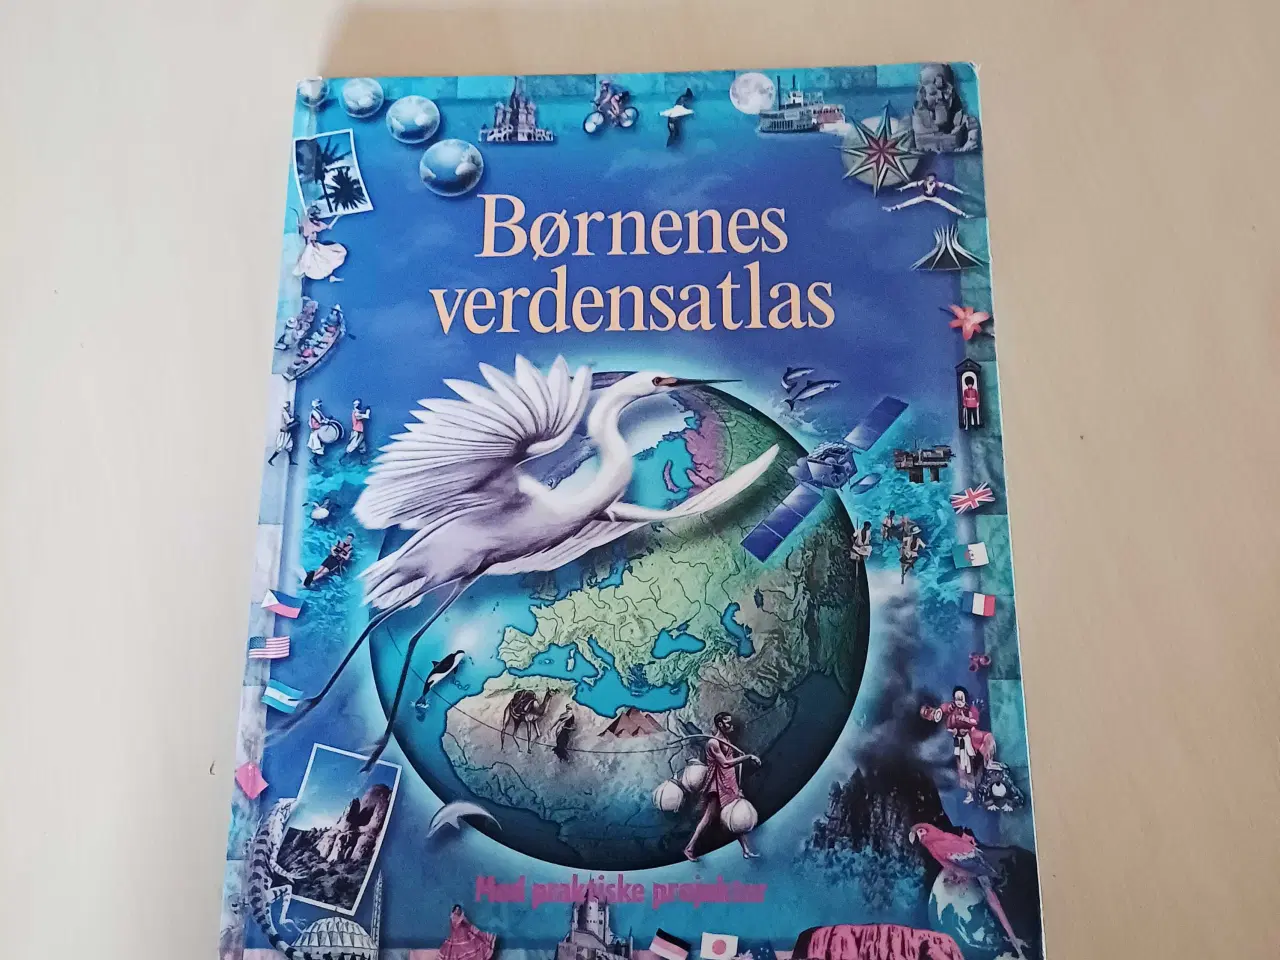 Børnenes
verdensatlas
Med praktiske projekter